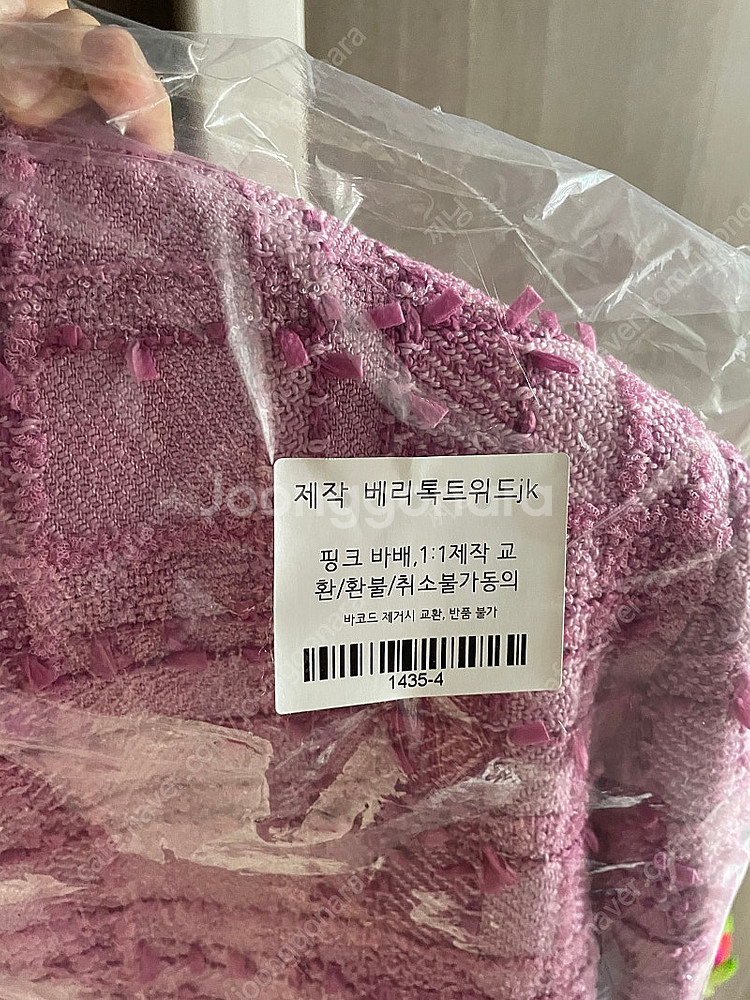 제작 베리톡트위드jk
Joonggonara
핑크 바배,1:1제작 교
환/환불/취소불가동의
바코드 제거시 교환, 반품 불가
1435-4